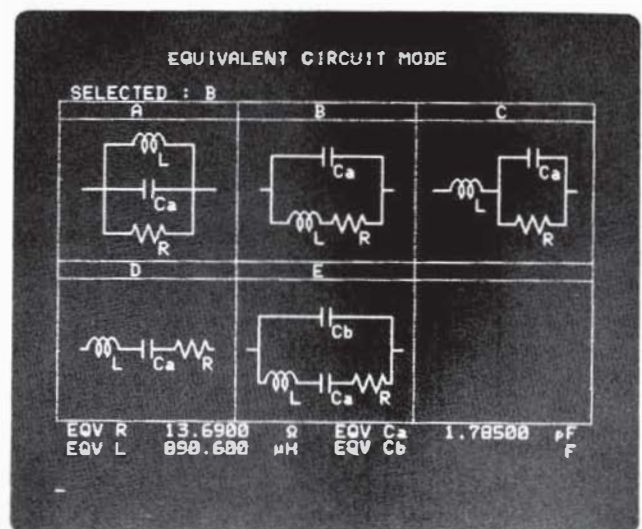 EQUIVALENT CIRCUIT MODE
SELECTED : B
A B C
L Ca R
Ca L R
L Ca R
D E
L Ca R
Cb L Ca R
EQV R 13.6900 Ω EQV Ca 1.78500 pF
EQV L 890.600 µH EQV Cb F